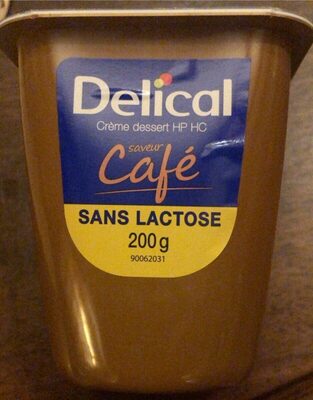 Delical
Crème dessert HP HC
saveur
Café
SANS LACTOSE
200g
90062031